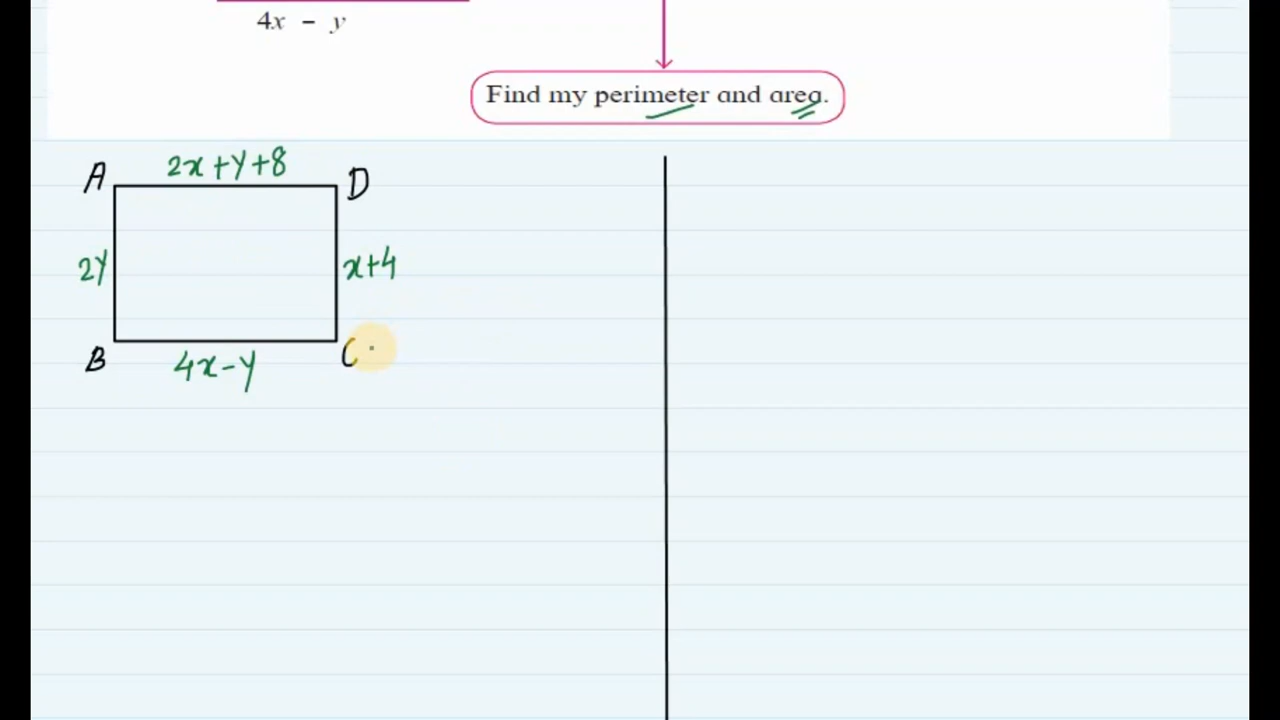 4x - y
Find my perimeter and area.
A 2x+y+8 D
2y x+4
B 4x-y C